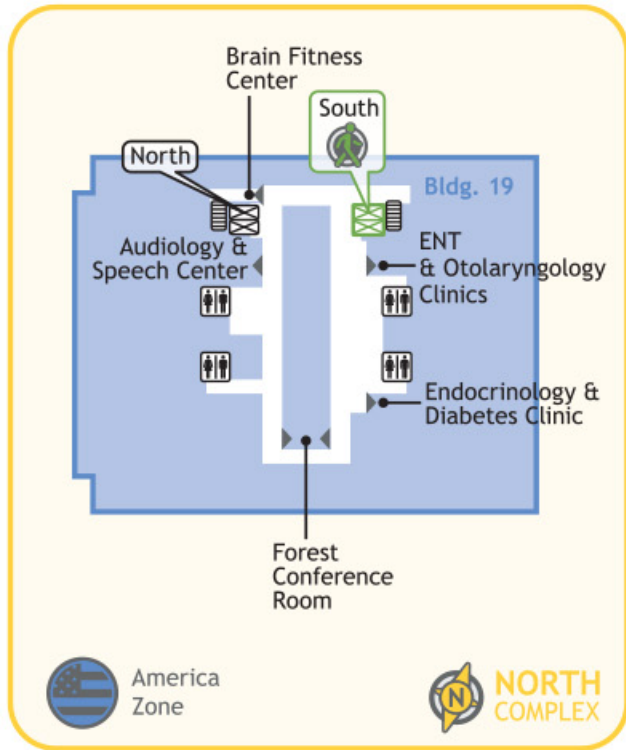 Brain Fitness
Center
South
North
Bldg. 19
Audiology &
Speech Center
ENT
& Otolaryngology
Clinics
Endocrinology &
Diabetes Clinic
Forest
Conference
Room
America
Zone
N
NORTH
COMPLEX